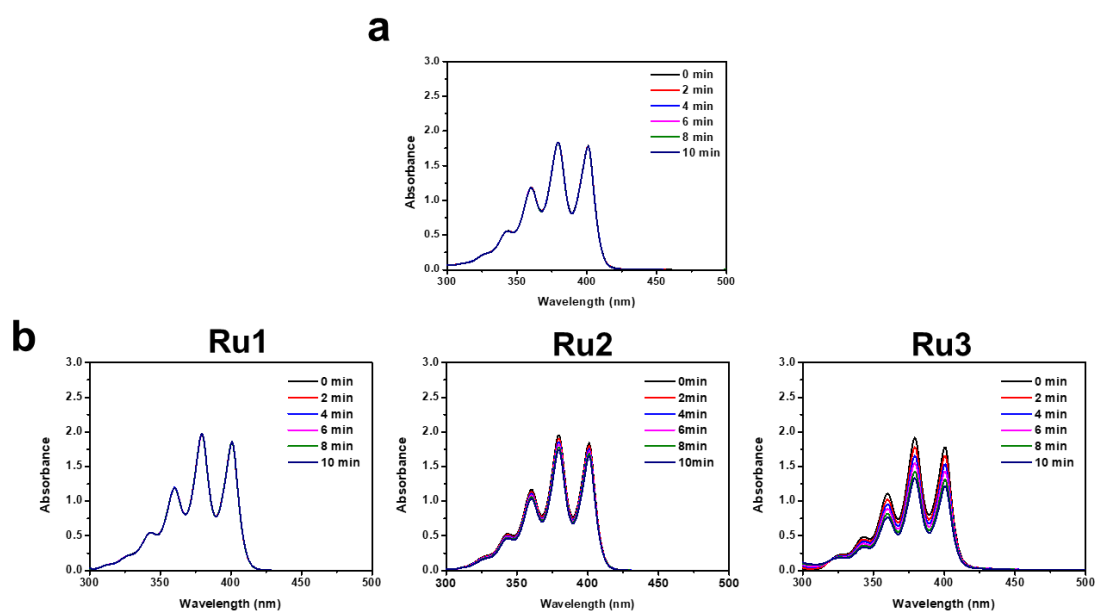 a
3.0
2.5
2.0
1.5
1.0
0.5
0.0
Absorbance
0 min
2 min
4 min
6 min
8 min
10 min
300 350 400 450 500
Wavelength (nm)
b
Ru1
3.0
2.5
2.0
1.5
1.0
0.5
0.0
Absorbance
0 min
2 min
4 min
6 min
8 min
10 min
300 350 400 450 500
Wavelength (nm)
Ru2
3.0
2.5
2.0
1.5
1.0
0.5
0.0
Absorbance
0min
2min
4min
6min
8min
10min
300 350 400 450 500
Wavelength (nm)
Ru3
3.0
2.5
2.0
1.5
1.0
0.5
0.0
Absorbance
0 min
2 min
4 min
6 min
8 min
10 min
300 350 400 450 500
Wavelength (nm)